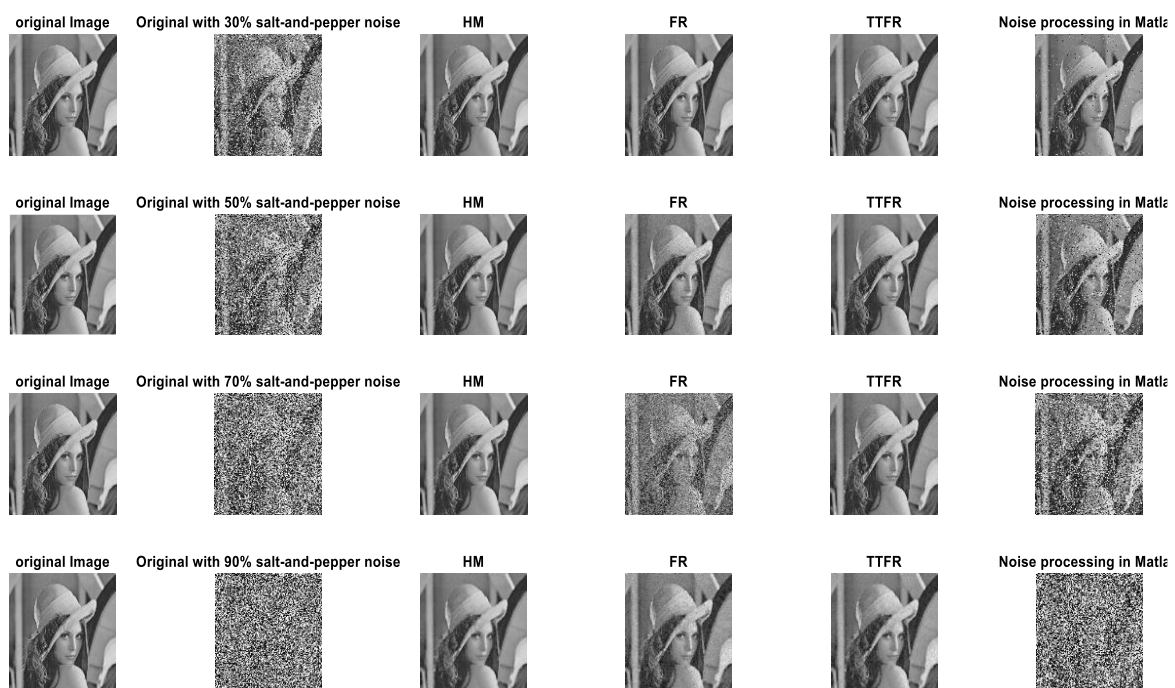 original Image
Original with 30% salt-and-pepper noise
HM
FR
TTFR
Noise processing in Matla
original Image
Original with 50% salt-and-pepper noise
HM
FR
TTFR
Noise processing in Matla
original Image
Original with 70% salt-and-pepper noise
HM
FR
TTFR
Noise processing in Matla
original Image
Original with 90% salt-and-pepper noise
HM
FR
TTFR
Noise processing in Matla